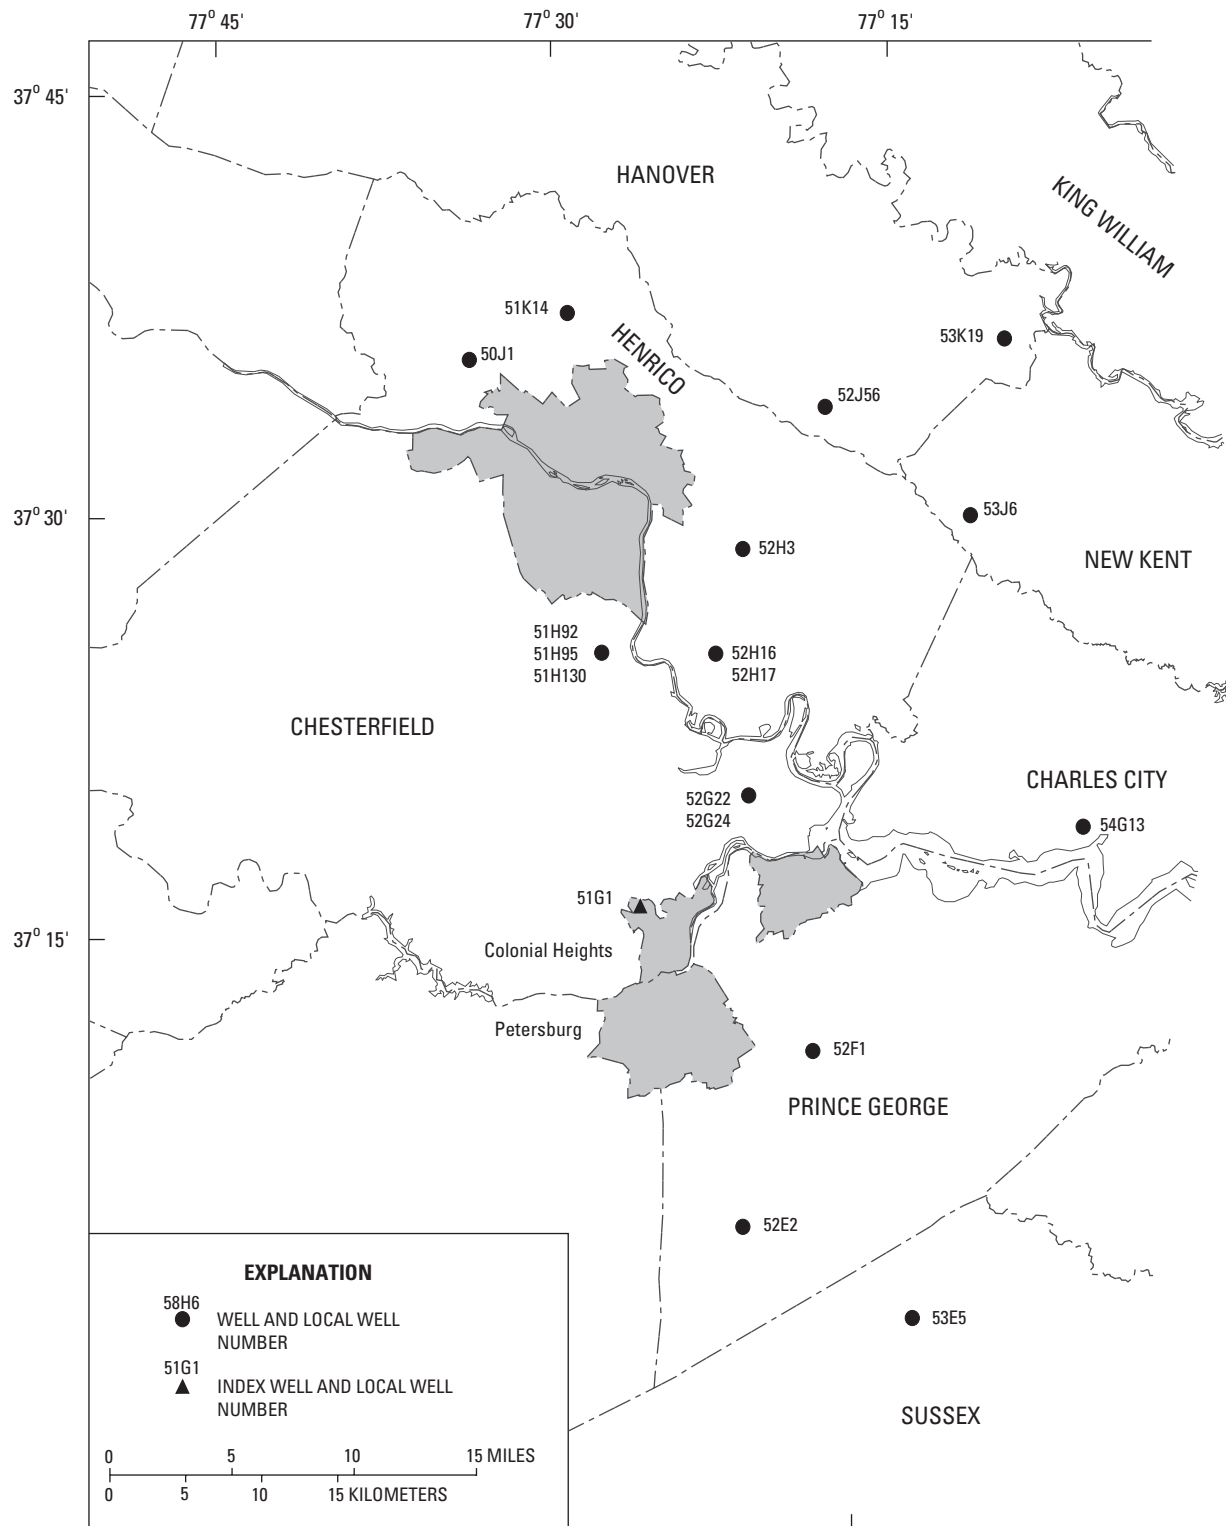 77° 45'
77° 30'
77° 15'
37° 45'
HANOVER
KING WILLIAM
51K14
53K19
HENRICO
50J1
52J56
37° 30'
53J6
52H3
NEW KENT
51H92
51H95
51H130
52H16
52H17
CHESTERFIELD
CHARLES CITY
52G22
52G24
54G13
51G1
37° 15'
Colonial Heights
Petersburg
52F1
PRINCE GEORGE
52E2
53E5
SUSSEX
EXPLANATION
58H6
WELL AND LOCAL WELL
NUMBER
51G1
INDEX WELL AND LOCAL WELL
NUMBER
0 5 10 15 MILES
0 5 10 15 KILOMETERS